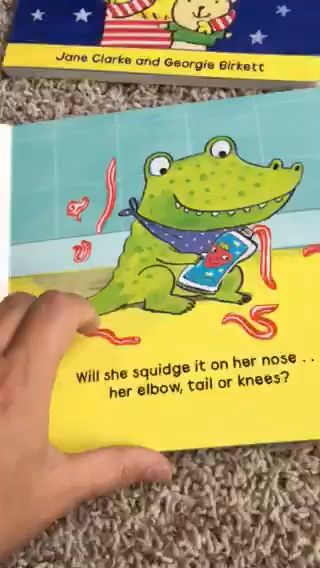 Jane Clarke and Georgie Birkett
Will she squidge it on her nose . .
her elbow, tail or knees?